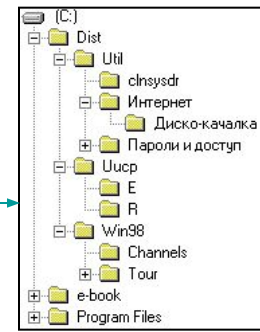 (C:)
Dist
Util
clnsysdr
Интернет
Диско-качалка
Пароли и доступ
Uucp
E
R
Win98
Channels
Tour
e-book
Program Files